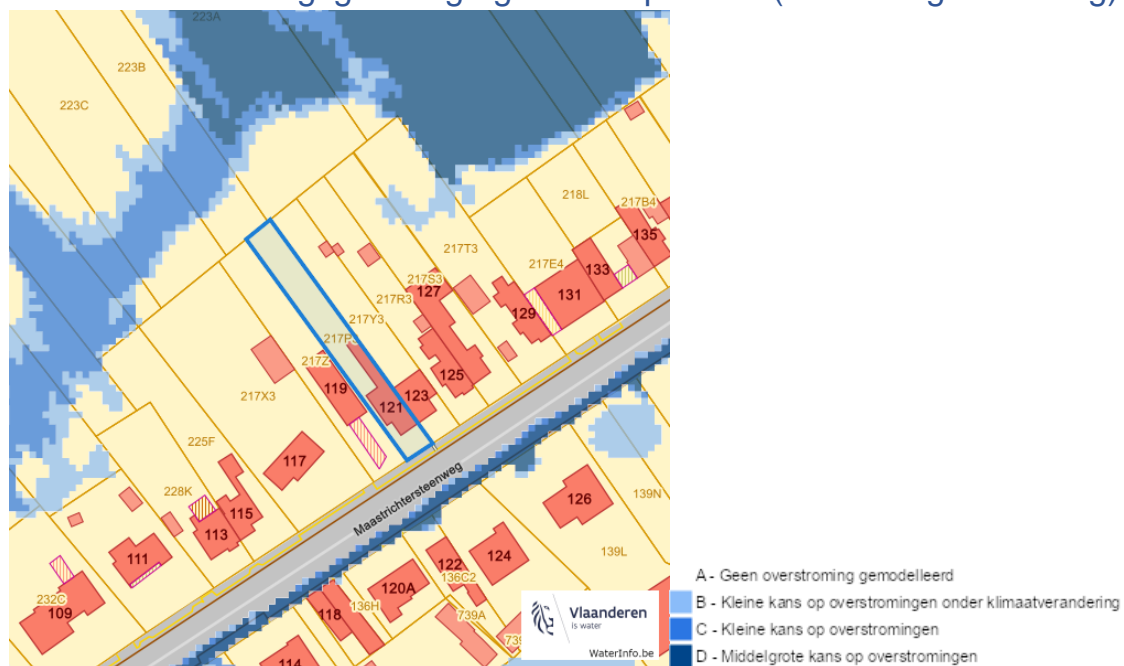 223A
223B
223C
218L
217B4
135
217T3
217E4
133
217S3
127
131
217R3
129
217Y3
217Z
119
125
123
121
217X3
225F
117
Maastrichtersteenweg
126
139N
228K
115
113
111
139L
124
122
136C2
120A
232C
109
118
136H
739A
114
Vlaanderen
is water
WaterInfo.be
A - Geen overstroming gemodelleerd
B - Kleine kans op overstromingen onder klimaatverandering
C - Kleine kans op overstromingen
D - Middelgrote kans op overstromingen